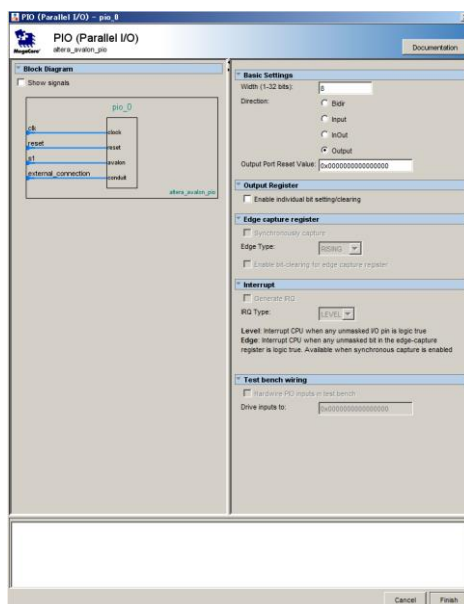 PIO (Parallel I/O) - pio_0
PIO (Parallel I/O)
altera_avalon_pio
MegaCore
Documentation
Block Diagram
Show signals
pio_0
clk
clock
reset
reset
s1
avalon
external_connection
conduit
altera_avalon_pio
Basic Settings
Width (1-32 bits): 8
Direction:
Bidir
Input
InOut
Output
Output Port Reset Value: 0x0000000000000000
Output Register
Enable individual bit setting/clearing
Edge capture register
Synchronously capture
Edge Type: RISING
Enable bit-clearing for edge capture register
Interrupt
Generate IRQ
IRQ Type: LEVEL
Level: Interrupt CPU when any unmasked I/O pin is logic true
Edge: Interrupt CPU when any unmasked bit in the edge-capture
register is logic true. Available when synchronous capture is enabled
Test bench wiring
Hardwire PIO inputs in test bench
Drive inputs to: 0x0000000000000000
Cancel
Finish